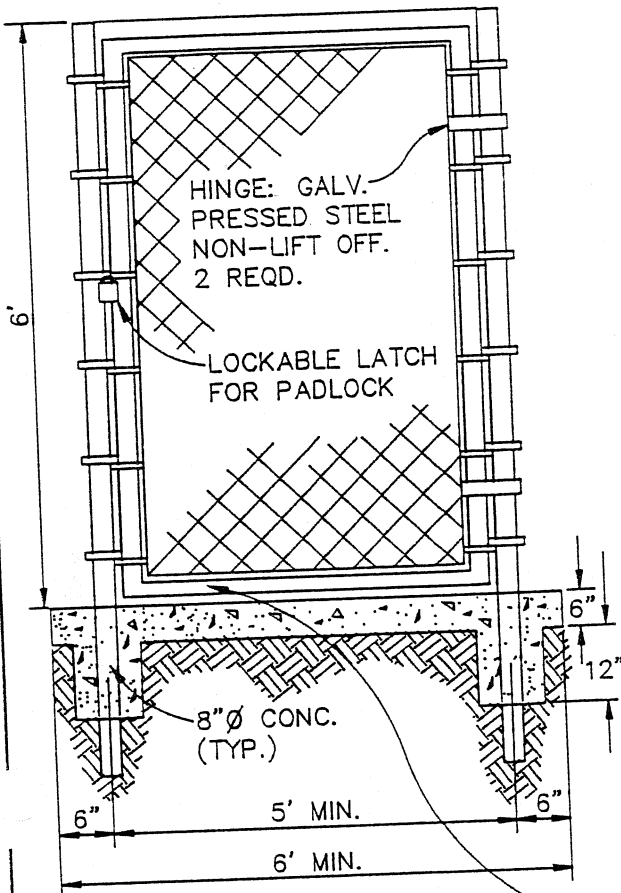 HINGE: GALV.
PRESSED STEEL
NON-LIFT OFF.
2 REQD.
6'
LOCKABLE LATCH
FOR PADLOCK
6"
12"
8"Ø CONC.
(TYP.)
6"
5' MIN.
6"
6' MIN.